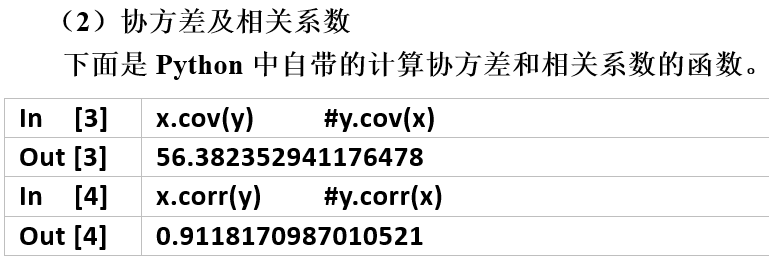 （2）协方差及相关系数
下面是 Python 中自带的计算协方差和相关系数的函数。
In [3] x.cov(y) #y.cov(x)
Out [3] 56.382352941176478
In [4] x.corr(y) #y.corr(x)
Out [4] 0.9118170987010521